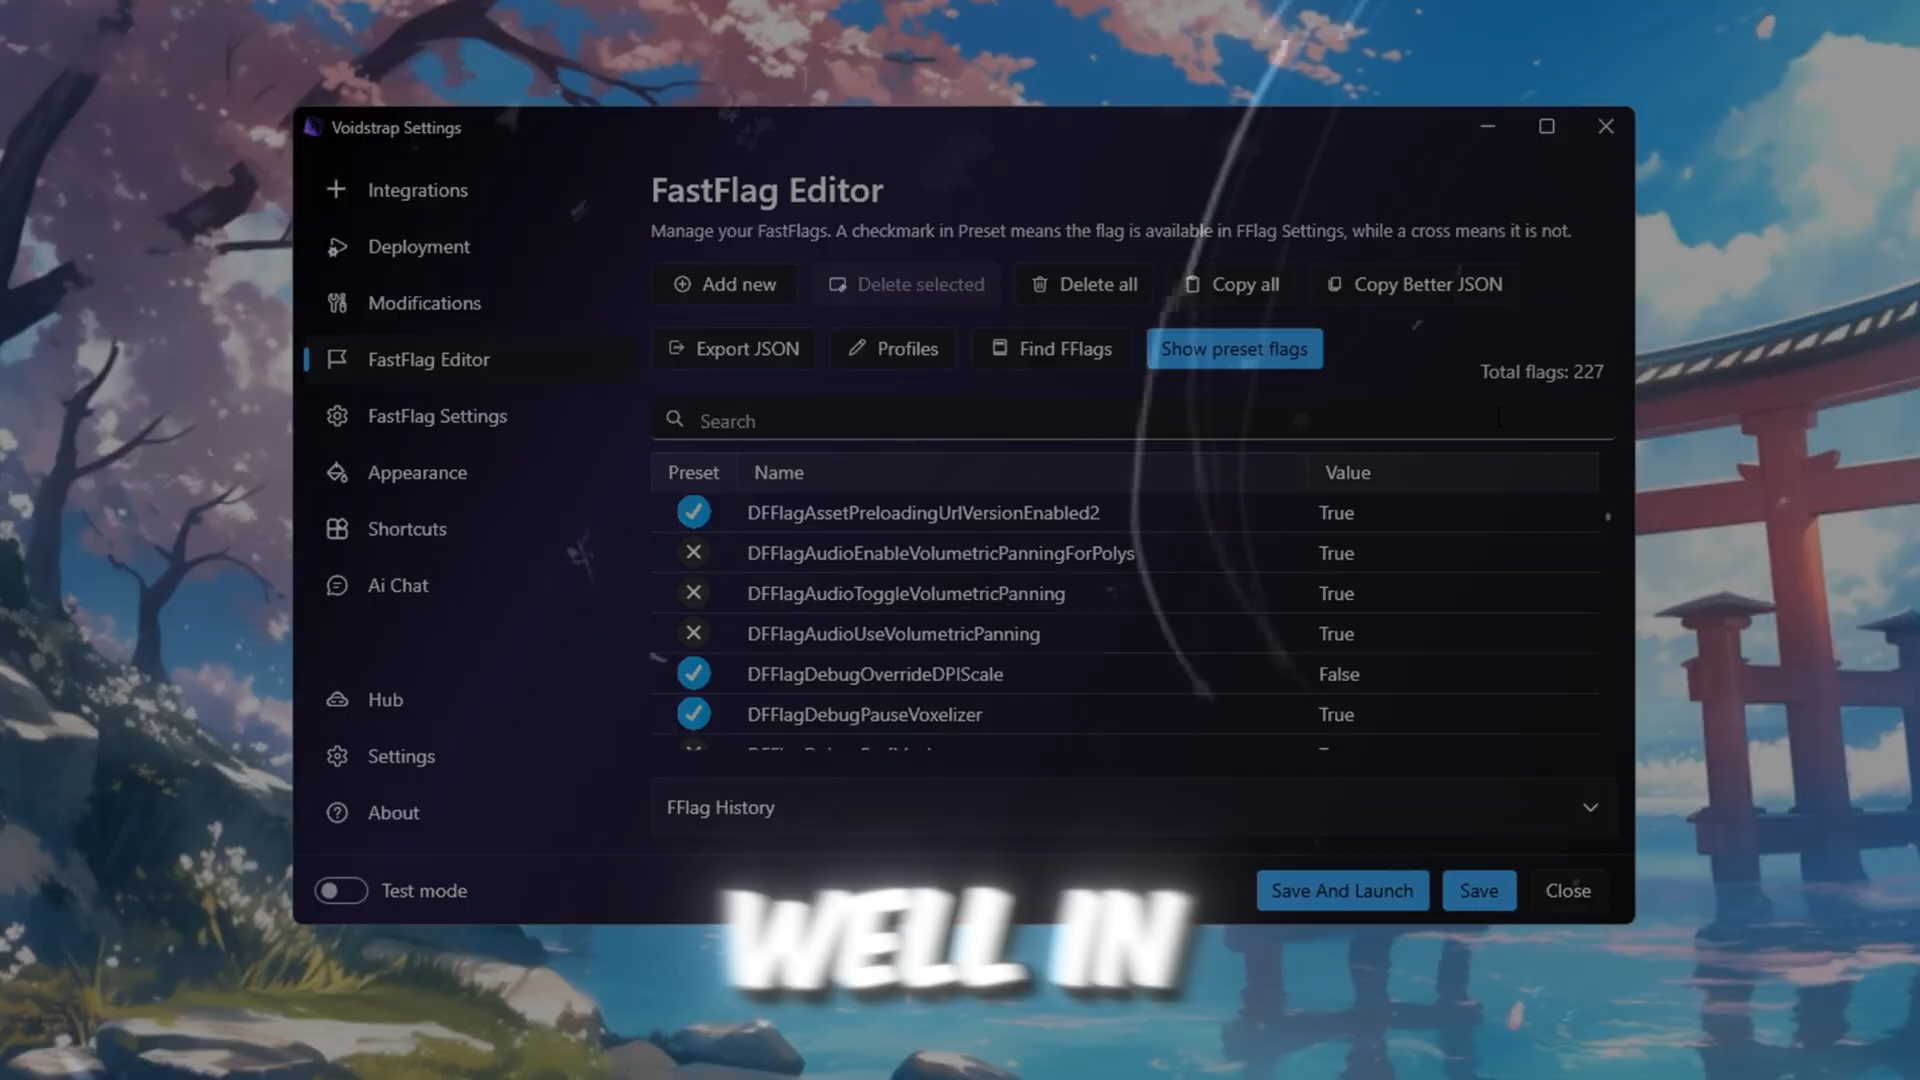 Voidstrap Settings
Integrations
Deployment
Modifications
FastFlag Editor
FastFlag Settings
Appearance
Shortcuts
Ai Chat
Hub
Settings
About
Test mode
FastFlag Editor
Manage your FastFlags. A checkmark in Preset means the flag is available in FFlag Settings, while a cross means it is not.
Add new Delete selected Delete all Copy all Copy Better JSON
Export JSON Profiles Find FFlags Show preset flags
Total flags: 227
Search
Preset Name Value
DFFlagAssetPreloadingUrlVersionEnabled2 True
DFFlagAudioEnableVolumetricPanningForPolys True
DFFlagAudioToggleVolumetricPanning True
DFFlagAudioUseVolumetricPanning True
DFFlagDebugOverrideDPIScale False
DFFlagDebugPauseVoxelizer True
FFlag History
Save And Launch Save Close
WELL IN